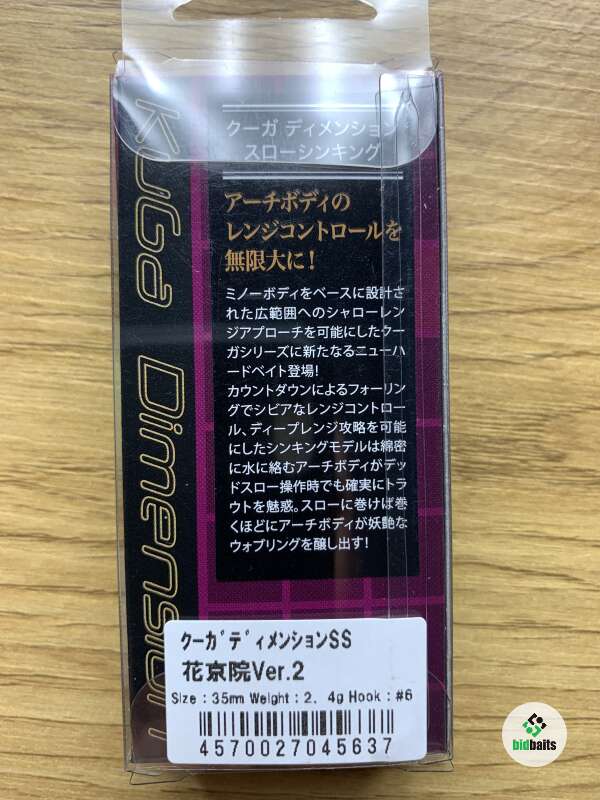 KUGa Dimension
クーガ ディメンション
スローシンキング
アーチボディの
レンジコントロールを
無限大に!
ミノーボディをベースに設計さ
れた広範囲へのシャローレン
ジアプローチを可能にしたクー
ガシリーズに新たなるニューハ
ードベイト登場!
カウントダウンによるフォーリン
グでシビアなレンジコントロー
ル、ディープレンジ攻略を可能
にしたシンキングモデルは綿密
に水に絡むアーチボディがデッ
ドスロー操作時でも確実にトラ
ウトを魅惑。スローに巻けば巻
くほどにアーチボディが妖艶な
ウォブリングを醸し出す!
ｸｰｶﾞﾃﾞｨﾒﾝｼｮﾝSS
花京院Ver.2
Size : 35mm Weight : 2. 4g Hook : #6
4570027045637
bidbaits